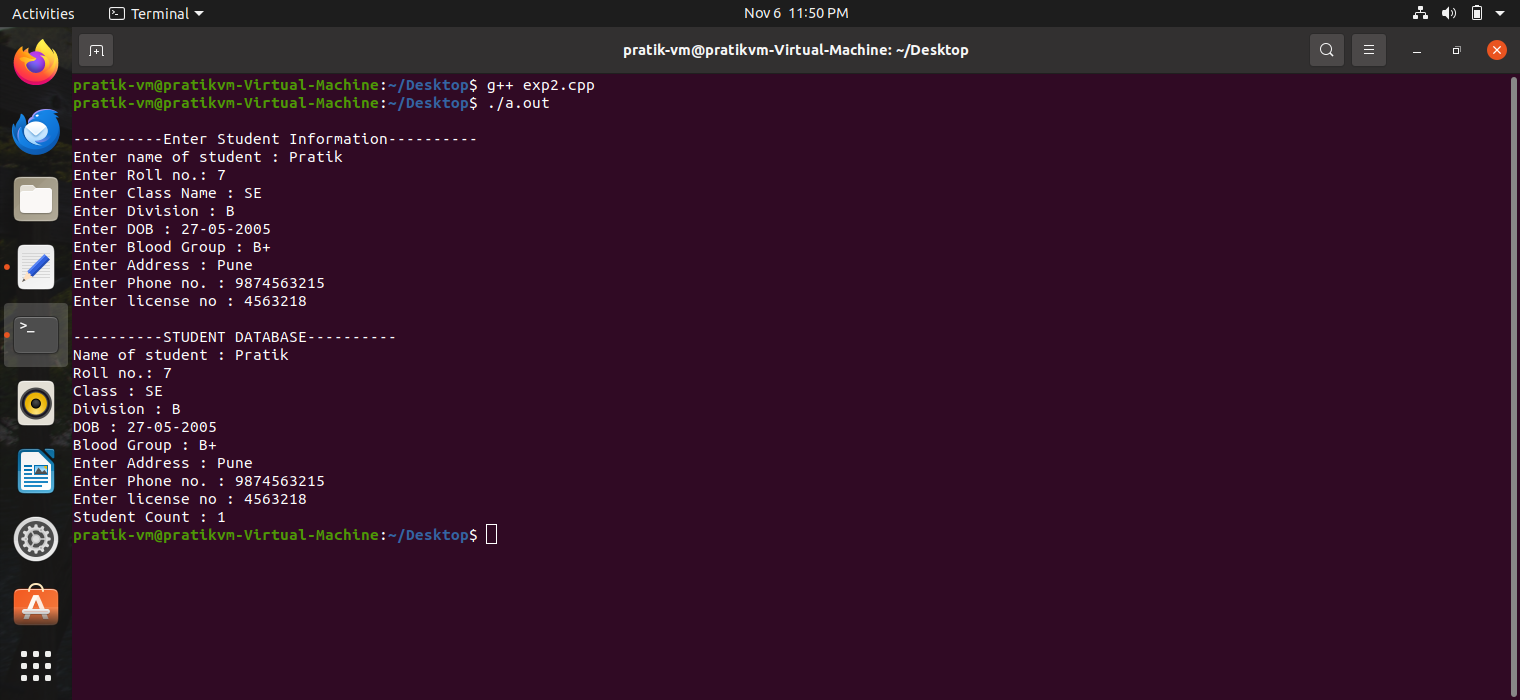 Activities Terminal Nov 6 11:50 PM
pratik-vm@pratikvm-Virtual-Machine: ~/Desktop
pratik-vm@pratikvm-Virtual-Machine:~/Desktop$ g++ exp2.cpp
pratik-vm@pratikvm-Virtual-Machine:~/Desktop$ ./a.out
----------Enter Student Information----------
Enter name of student : Pratik
Enter Roll no.: 7
Enter Class Name : SE
Enter Division : B
Enter DOB : 27-05-2005
Enter Blood Group : B+
Enter Address : Pune
Enter Phone no. : 9874563215
Enter license no : 4563218
----------STUDENT DATABASE----------
Name of student : Pratik
Roll no.: 7
Class : SE
Division : B
DOB : 27-05-2005
Blood Group : B+
Enter Address : Pune
Enter Phone no. : 9874563215
Enter license no : 4563218
Student Count : 1
pratik-vm@pratikvm-Virtual-Machine:~/Desktop$